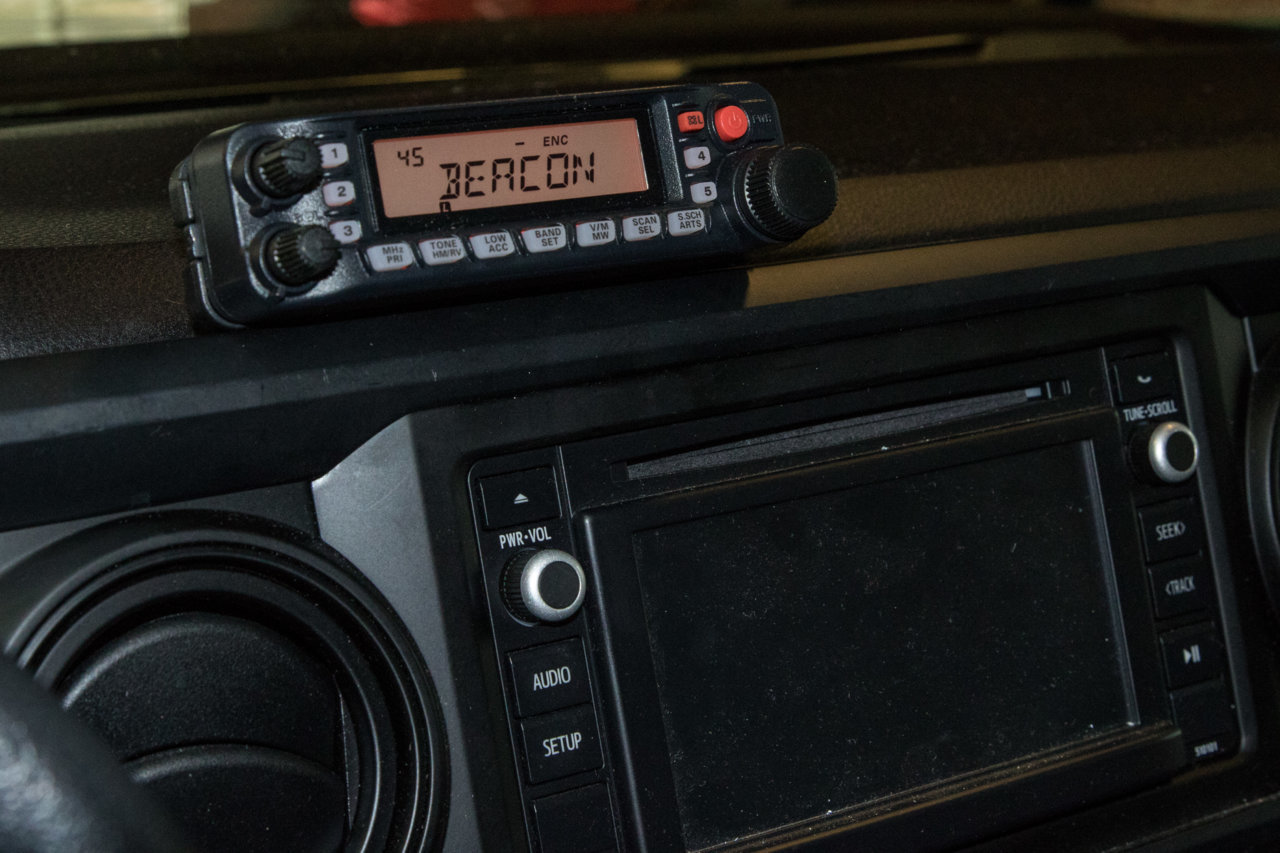 45
- ENC
BEACON
L
1
2
3
4
5
PWR
MHz
PRI
TONE
HM/RV
LOW
ACC
BAND
SET
V/M
MW
SCAN
SEL
S.SCH
ARTS
PWR·VOL
AUDIO
SETUP
TUNE·SCROLL
SEEK>
<TRACK